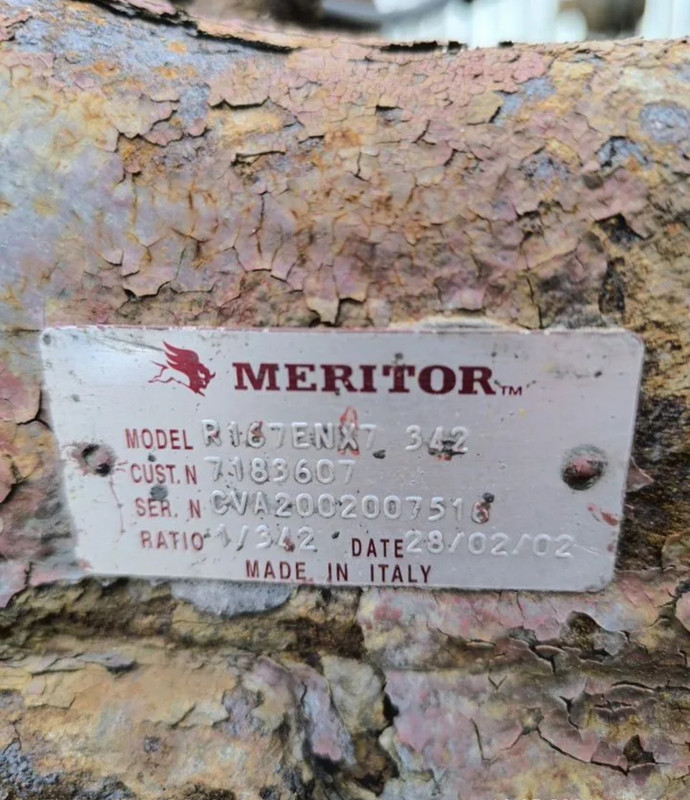 MERITOR™
MODEL R167ENX7 342
CUST.N 7183607
SER. N CVA2002007516
RATIO 1/342 DATE 28/02/02
MADE IN ITALY